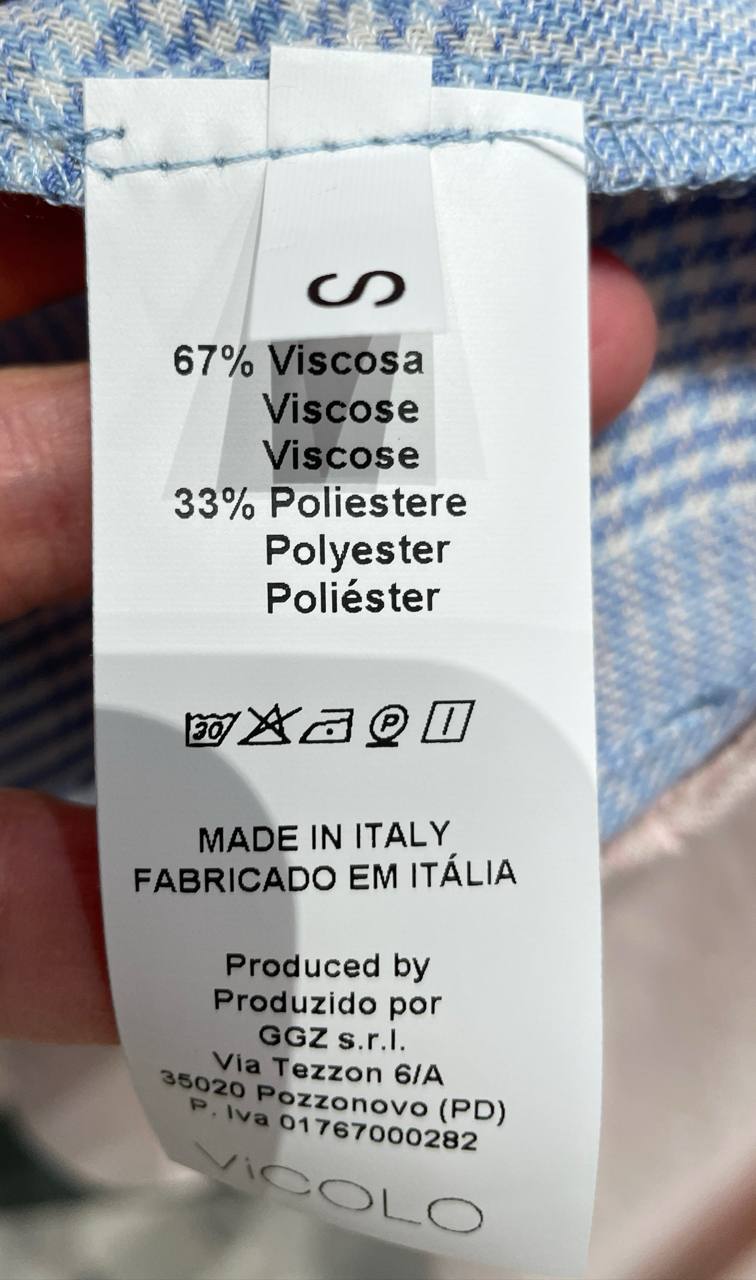 S
67% Viscosa
Viscose
Viscose
33% Poliestere
Polyester
Poliéster
30 P
MADE IN ITALY
FABRICADO EM ITÁLIA
Produced by
Produzido por
GGZ s.r.l.
Via Tezzon 6/A
35020 Pozzonovo (PD)
P. Iva 01767000282
ViCOLO